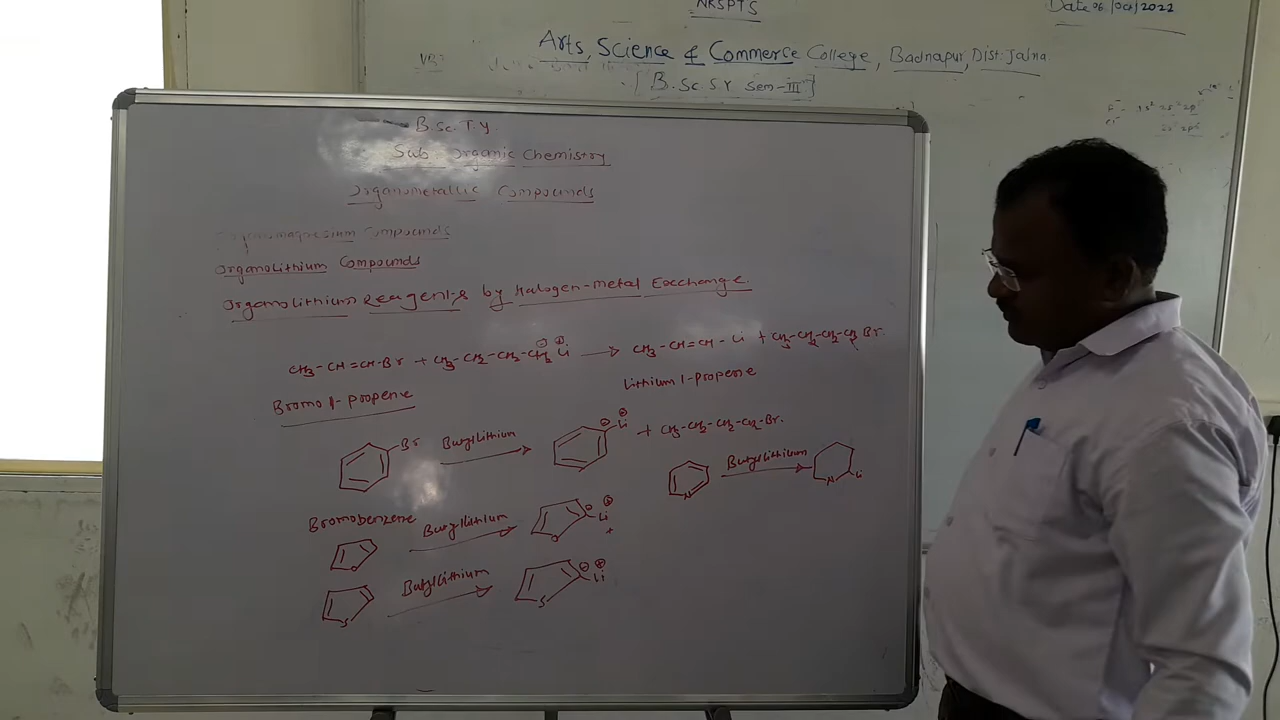 NKSPTS
Date 06/Oct/2022
Arts, Science & Commerce College, Badnapur, Dist: Jalna
[B.Sc S.Y Sem-III]
B.Sc. T.Y.
Sub. Organic Chemistry
Organometallic Compounds
Organomagnesium Compounds
OrganoLithium Compounds
OrganoLithium Reagents by Halogen-metal Exchange.
CH3-CH=CH-Br + CH3-CH2-CH2-CH2⊖ Li⊕ → CH3-CH=CH-Li + CH3-CH2-CH2-CH2 Br.
Bromo 1-propene
Lithium 1-propene
Br Butyllithium → ⊖ Li⊕ + CH3-CH2-CH2-CH2-Br.
N Butyllithium → N Li
Bromobenzene
O Butyllithium → O ⊖ Li⊕ +
S Butyllithium → S ⊖ Li⊕